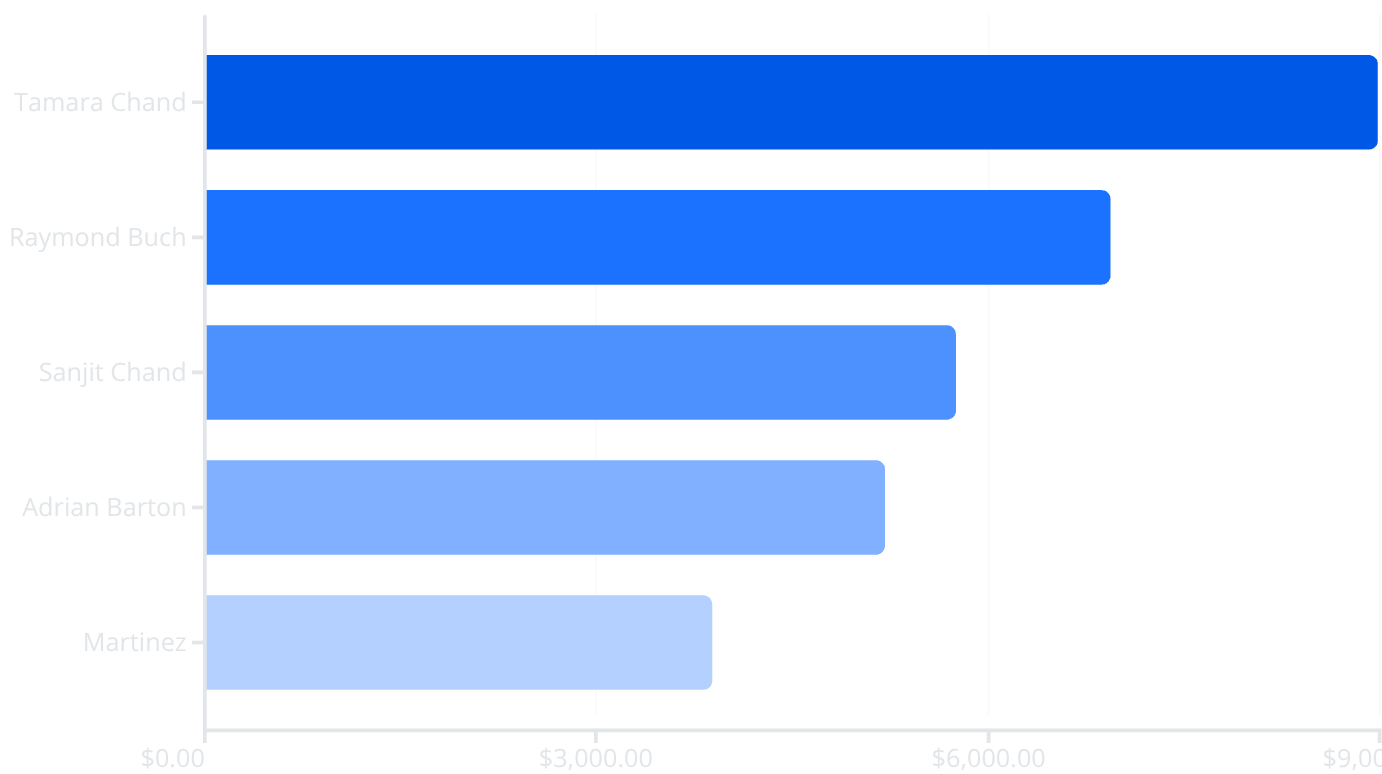 Tamara Chand
Raymond Buch
Sanjit Chand
Adrian Barton
Martinez
$0.00 $3,000.00 $6,000.00 $9,00